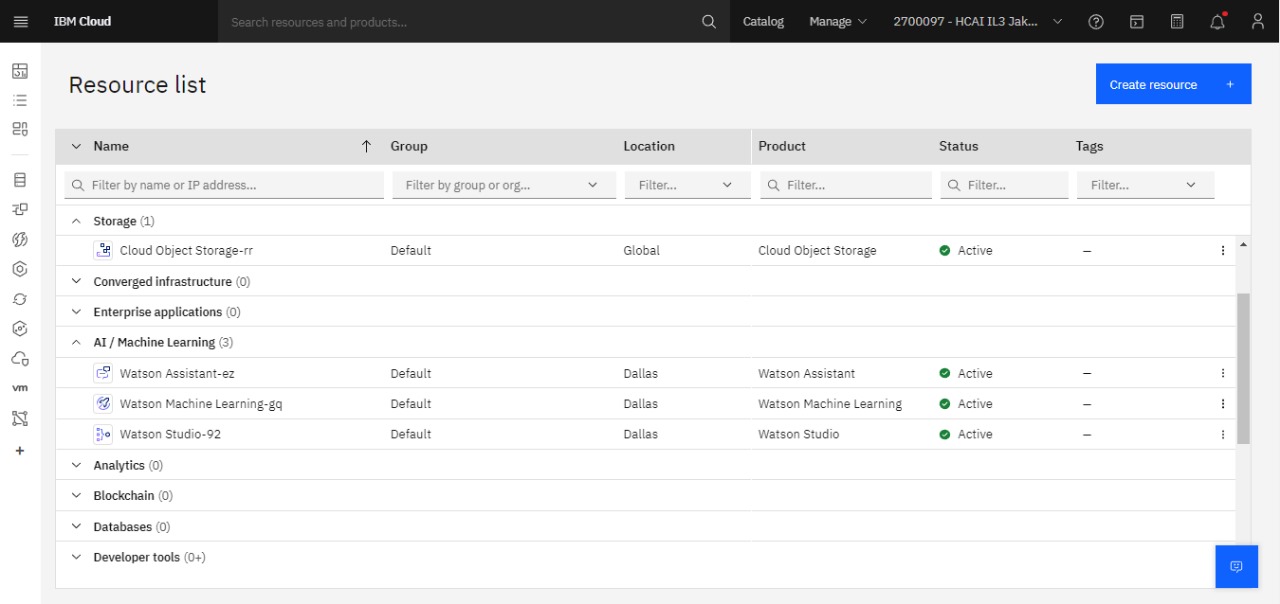 IBM Cloud Search resources and products... Catalog Manage 2700097 - HCAI IL3 Jak...
Resource list
Create resource +
Name Group Location Product Status Tags
Filter by name or IP address... Filter by group or org... Filter... Filter... Filter... Filter...
Storage (1)
Cloud Object Storage-rr Default Global Cloud Object Storage Active –
Converged infrastructure (0)
Enterprise applications (0)
AI / Machine Learning (3)
Watson Assistant-ez Default Dallas Watson Assistant Active –
Watson Machine Learning-gq Default Dallas Watson Machine Learning Active –
Watson Studio-92 Default Dallas Watson Studio Active –
vm
Analytics (0)
Blockchain (0)
Databases (0)
Developer tools (0+)